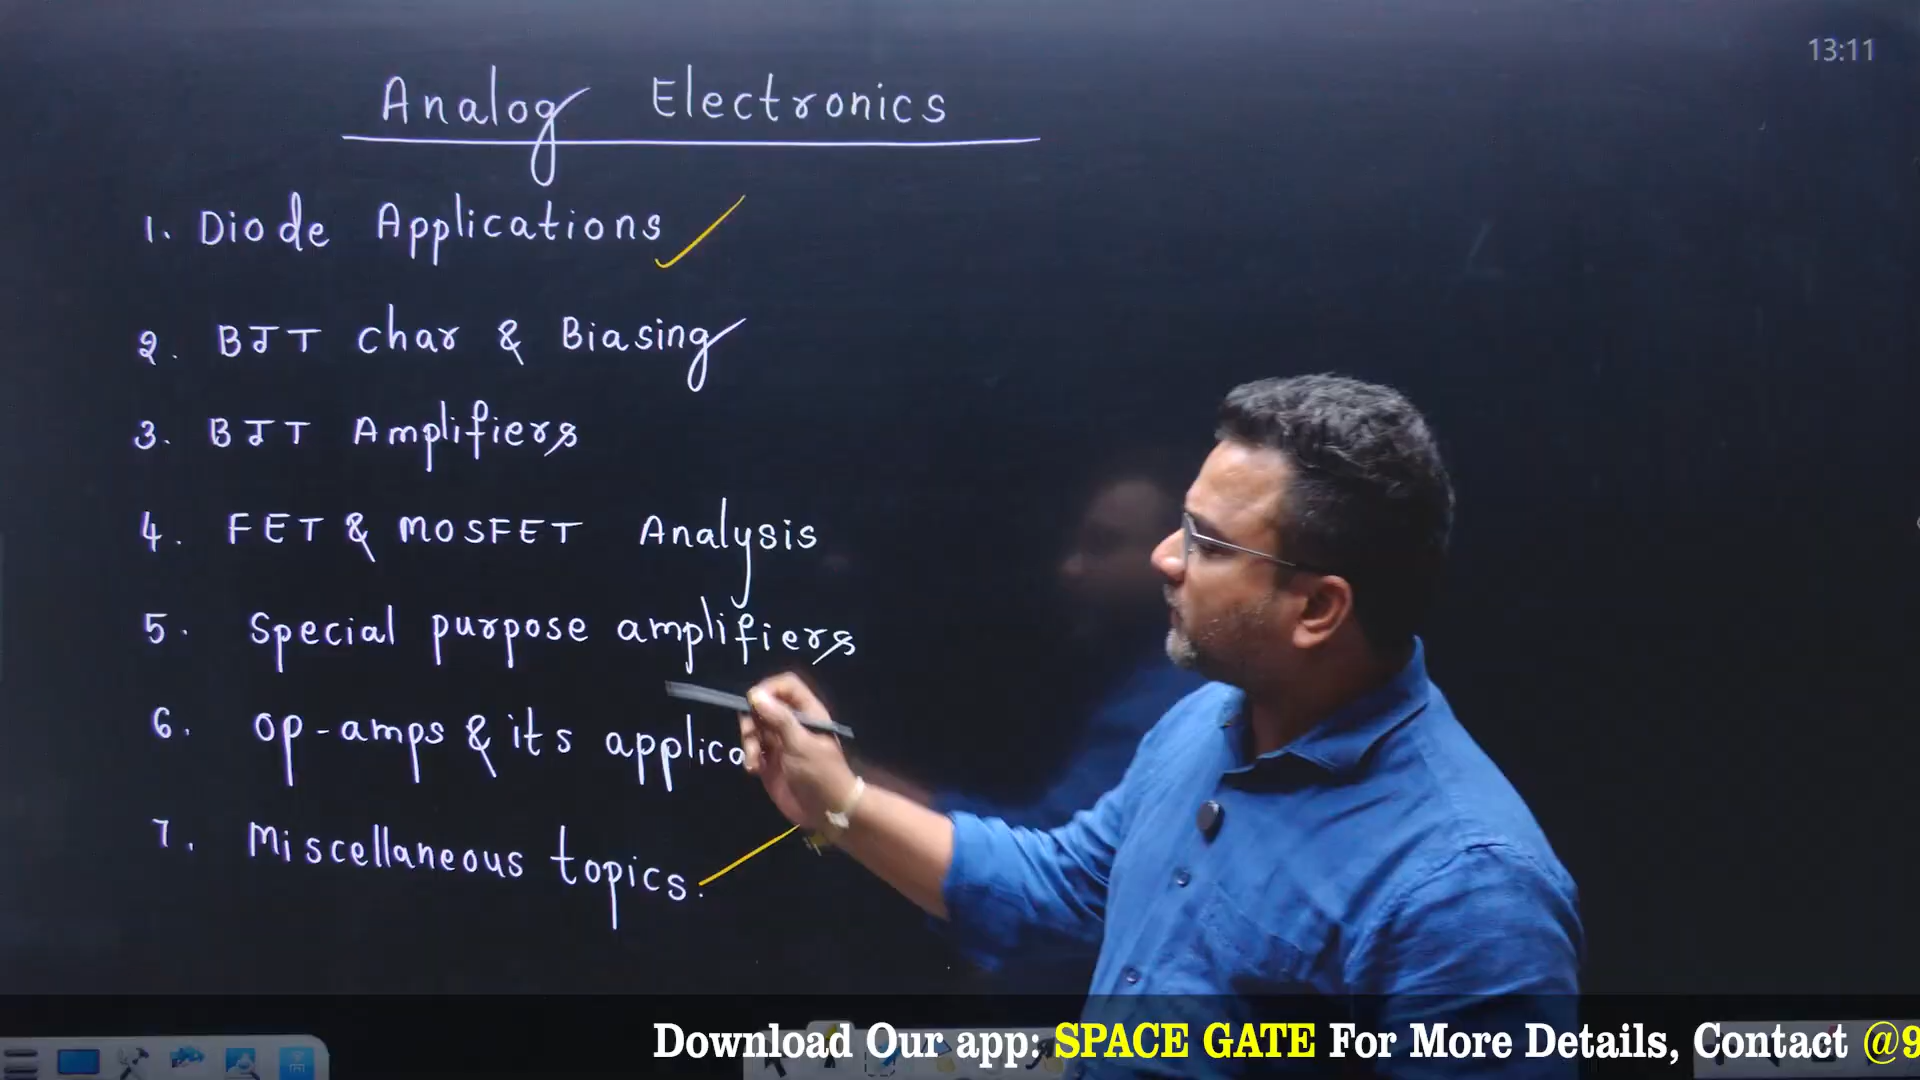 13:11
Analog Electronics
1. Diode Applications
2. BJT char & Biasing
3. BJT Amplifiers
4. FET & MOSFET Analysis
5. Special purpose amplifiers
6. Op-amps & its applica
7. Miscellaneous topics.
Download Our app: SPACE GATE For More Details, Contact @9